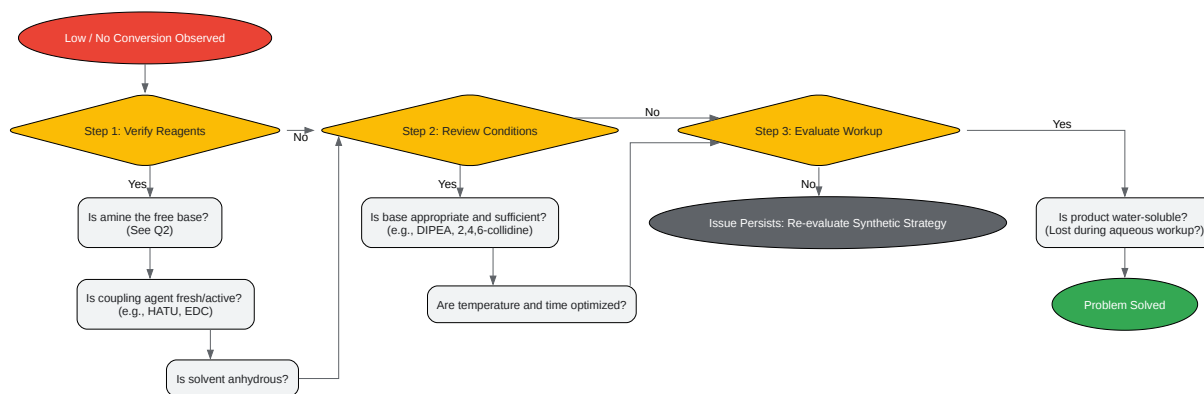 Low / No Conversion Observed
Step 1: Verify Reagents
No
Step 2: Review Conditions
No
Step 3: Evaluate Workup
Yes
Yes
Is amine the free base?
(See Q2)
Is coupling agent fresh/active?
(e.g., HATU, EDC)
Is solvent anhydrous?
Yes
Is base appropriate and sufficient?
(e.g., DIPEA, 2,4,6-collidine)
Are temperature and time optimized?
No
Issue Persists: Re-evaluate Synthetic Strategy
Is product water-soluble?
(Lost during aqueous workup?)
Problem Solved